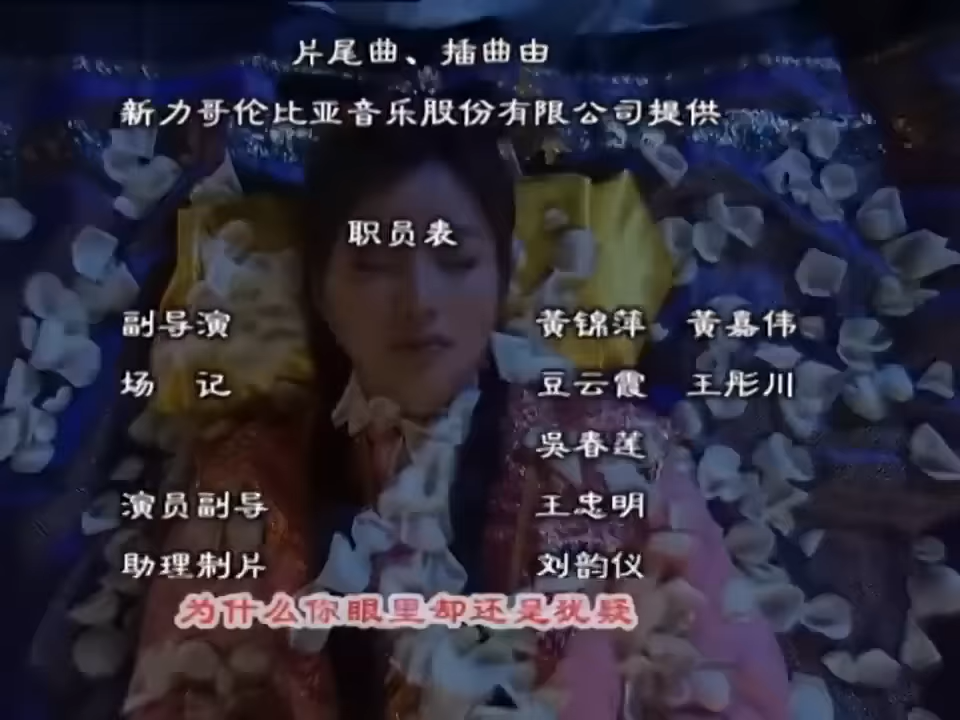 片尾曲、插曲由
新力哥伦比亚音乐股份有限公司提供
职员表
副导演 黄锦萍 黄嘉伟
场 记 豆云霞 王彤川
吳春莲
演员副导 王忠明
助理制片 刘韵仪
为什么你眼里却还是犹疑